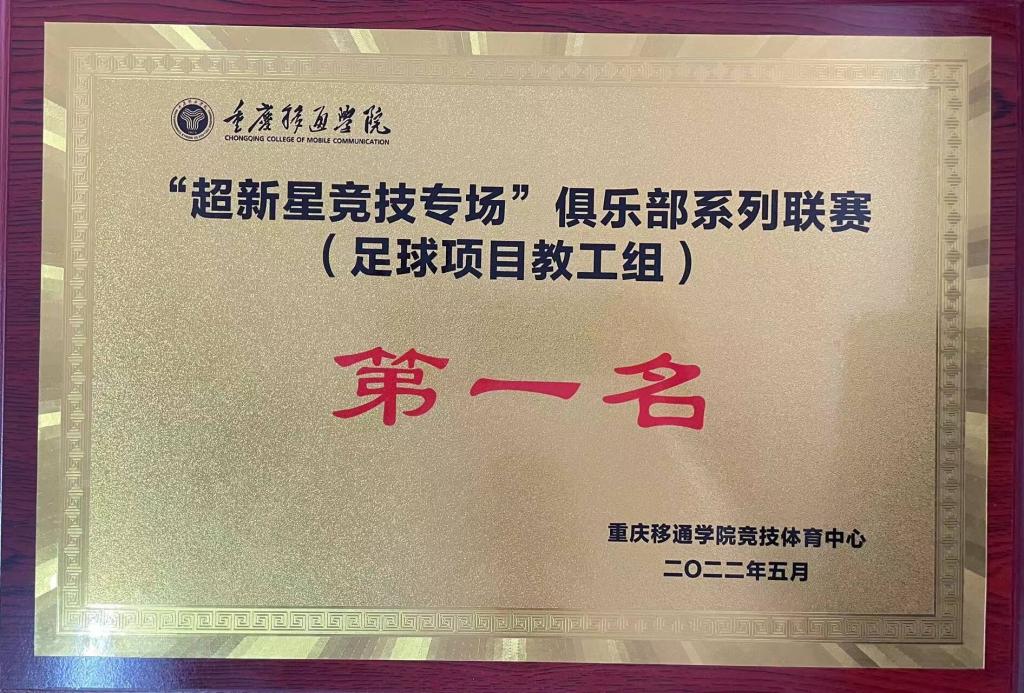 重慶移通學院
CHONGQING COLLEGE OF MOBILE COMMUNICATION
“超新星竞技专场”俱乐部系列联赛
（足球项目教工组）
第一名
重庆移通学院竞技体育中心
二〇二二年五月